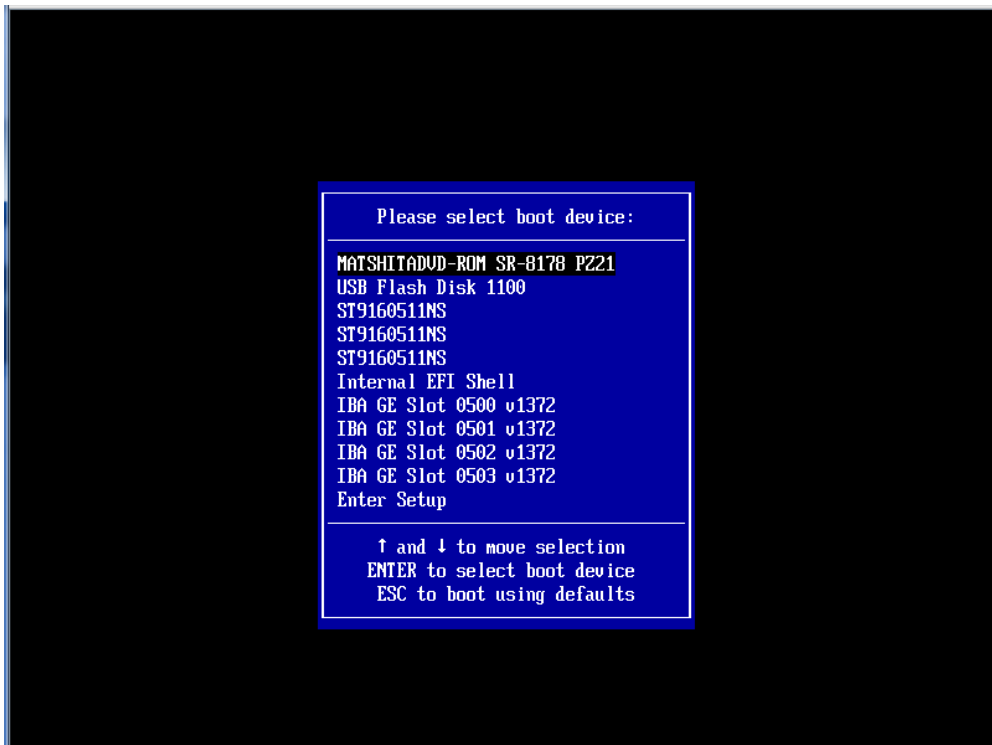 Please select boot device:
MATSHITADVD-ROM SR-8178 PZ21
USB Flash Disk 1100
ST9160511NS
ST9160511NS
ST9160511NS
Internal EFI Shell
IBA GE Slot 0500 v1372
IBA GE Slot 0501 v1372
IBA GE Slot 0502 v1372
IBA GE Slot 0503 v1372
Enter Setup
↑ and ↓ to move selection
ENTER to select boot device
ESC to boot using defaults